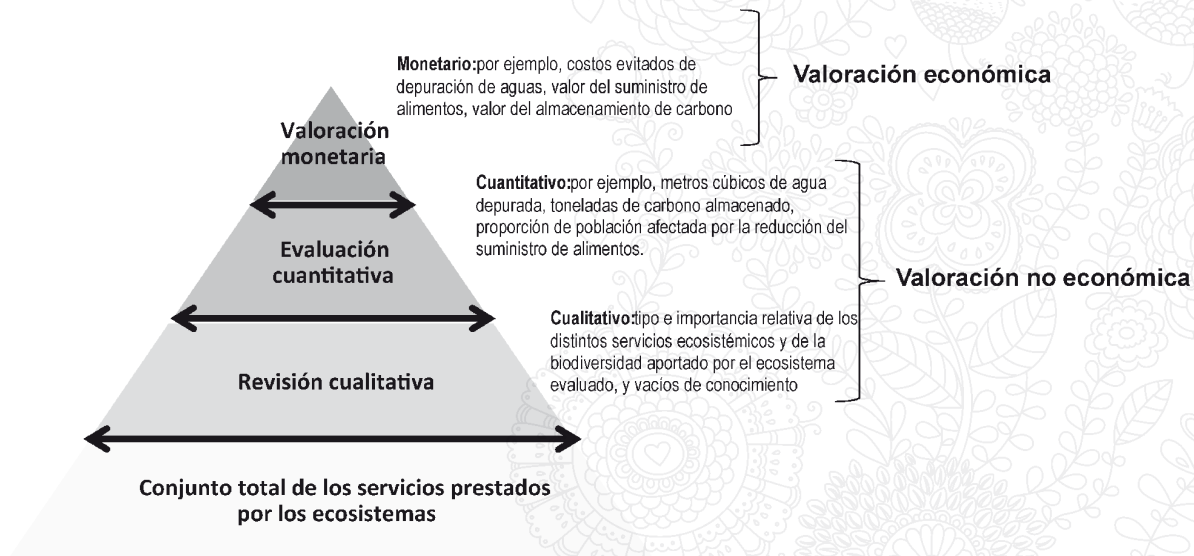 Monetario:por ejemplo, costos evitados de
depuración de aguas, valor del suministro de
alimentos, valor del almacenamiento de carbono
Valoración económica
Valoración
monetaria
Cuantitativo:por ejemplo, metros cúbicos de agua
depurada, toneladas de carbono almacenado,
proporción de población afectada por la reducción del
suministro de alimentos.
Evaluación
cuantitativa
Valoración no económica
Cualitativo:tipo e importancia relativa de los
distintos servicios ecosistémicos y de la
biodiversidad aportado por el ecosistema
evaluado, y vacíos de conocimiento
Revisión cualitativa
Conjunto total de los servicios prestados
por los ecosistemas